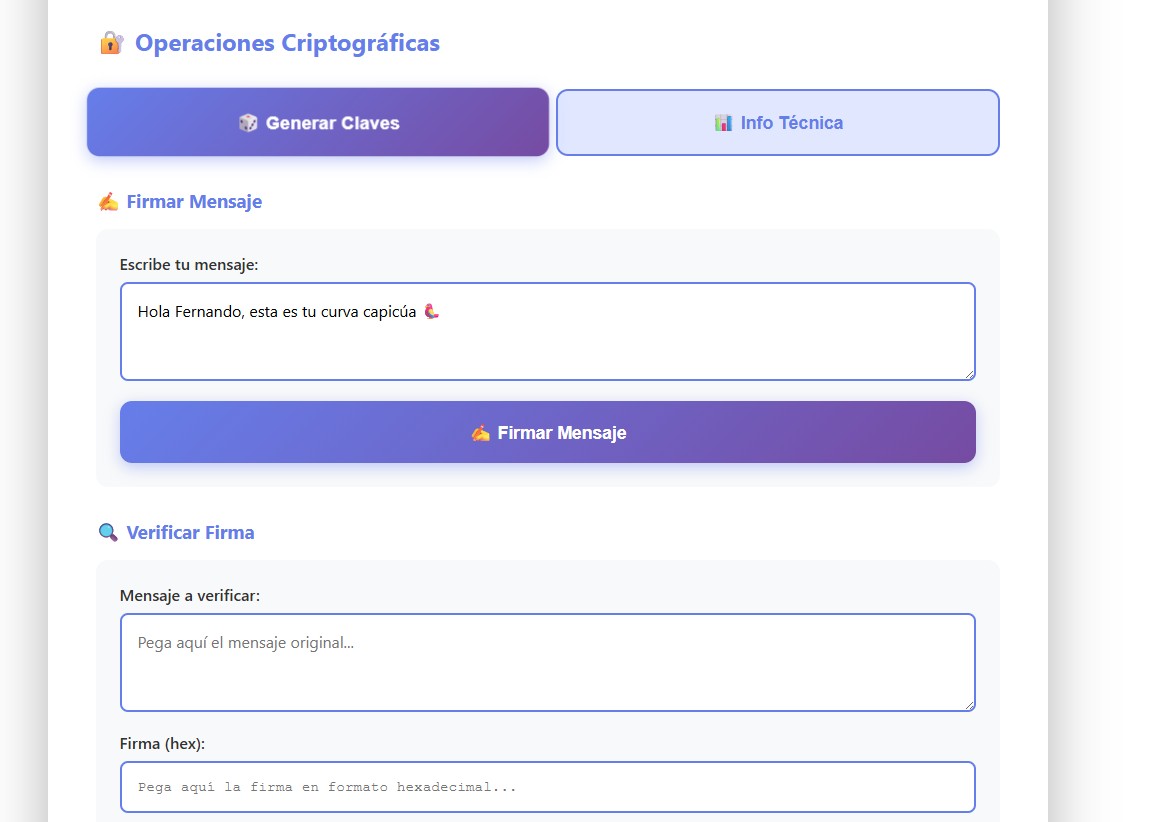 🔐 Operaciones Criptográficas
🎲 Generar Claves
📊 Info Técnica
✍️ Firmar Mensaje
Escribe tu mensaje:
Hola Fernando, esta es tu curva capicúa 🦜
✍️ Firmar Mensaje
🔍 Verificar Firma
Mensaje a verificar:
Pega aquí el mensaje original...
Firma (hex):
Pega aquí la firma en formato hexadecimal...